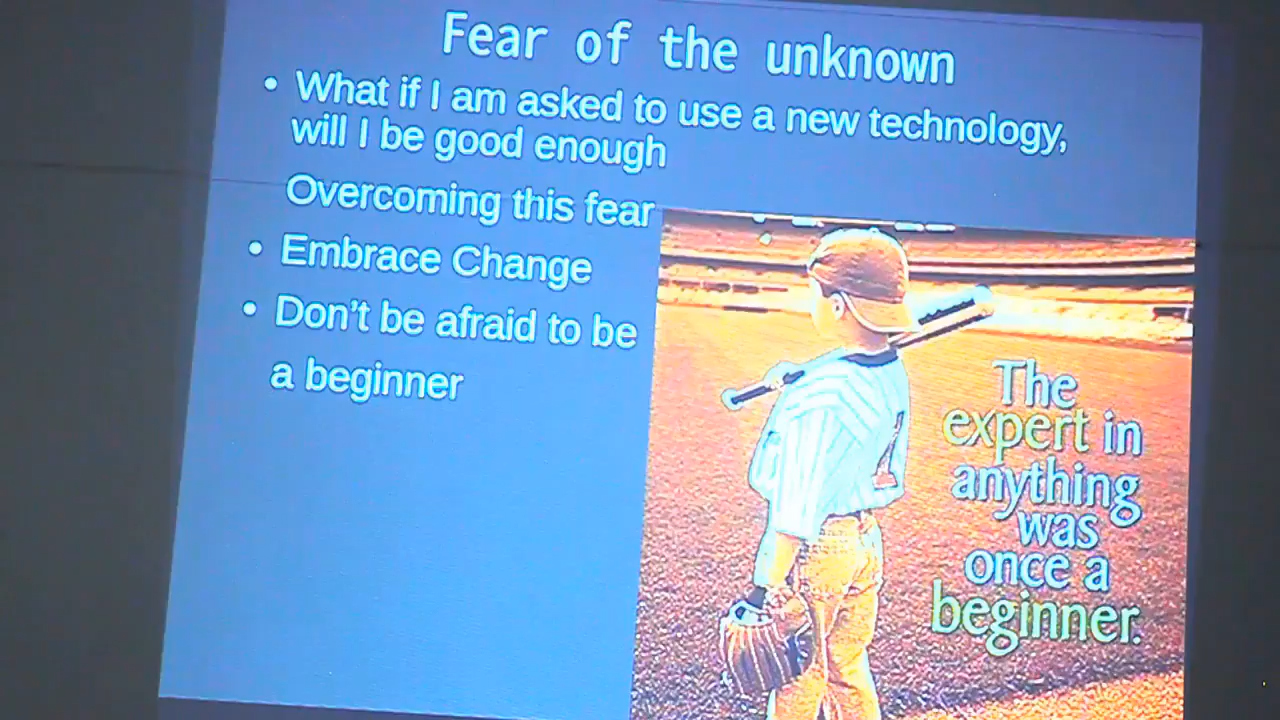 Fear of the unknown
• What if I am asked to use a new technology,
will I be good enough
Overcoming this fear
• Embrace Change
• Don't be afraid to be
a beginner
The
expert in
anything
was
once a
beginner.